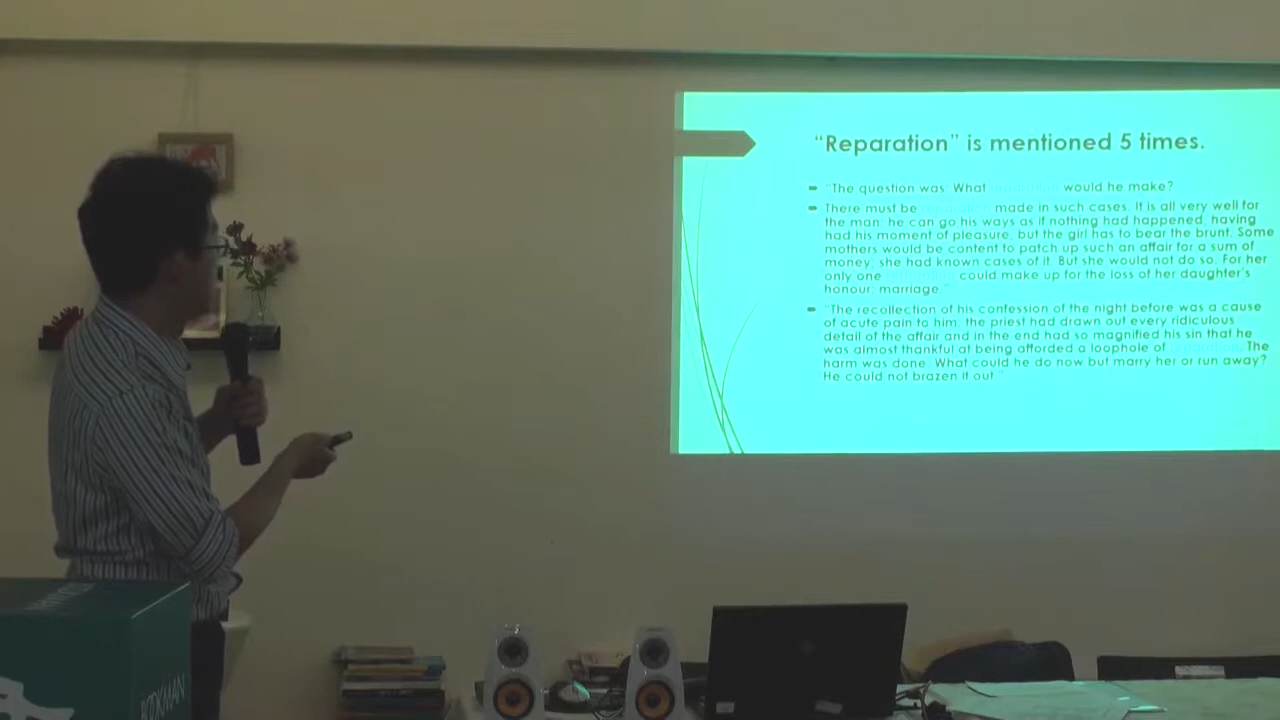 “Reparation” is mentioned 5 times.
“The question was: What reparation would he make?
There must be reparation made in such cases. It is all very well for
the man: he can go his ways as if nothing had happened, having
had his moment of pleasure, but the girl has to bear the brunt. Some
mothers would be content to patch up such an affair for a sum of
money; she had known cases of it. But she would not do so. For her
only one reparation could make up for the loss of her daughter's
honour: marriage.”
“The recollection of his confession of the night before was a cause
of acute pain to him; the priest had drawn out every ridiculous
detail of the affair and in the end had so magnified his sin that he
was almost thankful at being afforded a loophole of reparation. The
harm was done. What could he do now but marry her or run away?
He could not brazen it out.”
BOOKMAN